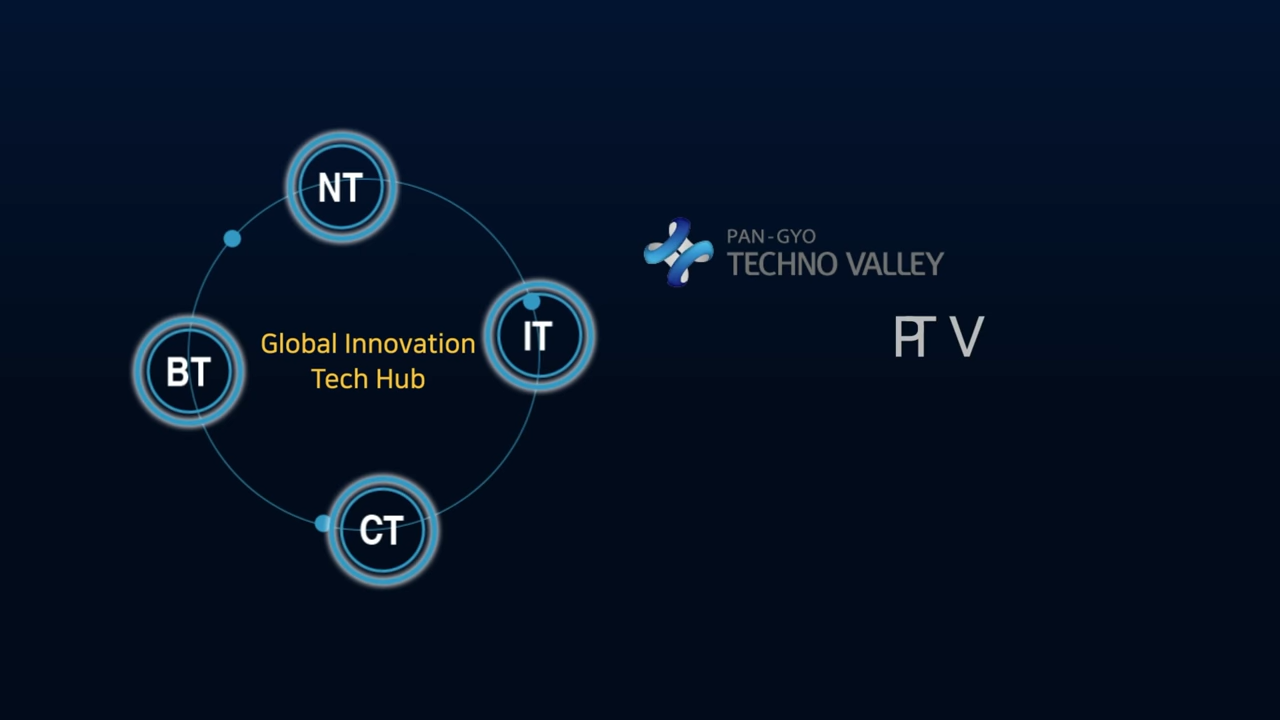 NT
IT
BT
CT
Global Innovation
Tech Hub
PAN-GYO
TECHNO VALLEY
PT V